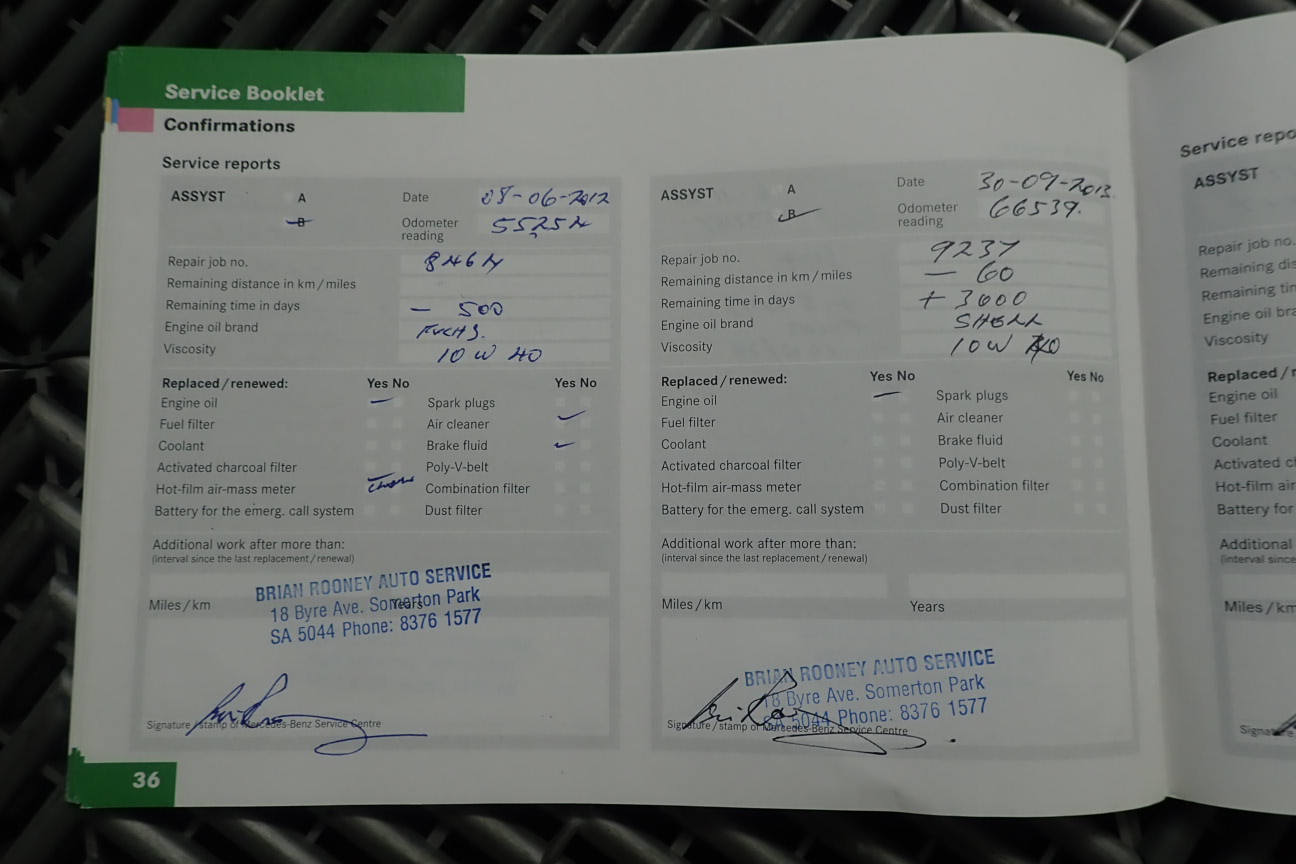 Service Booklet
Confirmations
Service reports
ASSYST A Date 08-06-2012
B Odometer reading
Repair job no.
Remaining distance in km/miles
Remaining time in days - 500
Engine oil brand FUCHS.
Viscosity 10 W 40
Replaced/renewed: Yes No Yes No
Engine oil Spark plugs
Fuel filter Air cleaner
Coolant Brake fluid
Activated charcoal filter Poly-V-belt
Hot-film air-mass meter Combination filter
Battery for the emerg. call system Dust filter
Additional work after more than:
(interval since the last replacement/renewal)
Miles/km Years
BRIAN ROONEY AUTO SERVICE
18 Byre Ave. Somerton Park
SA 5044 Phone: 8376 1577
Signature/stamp of Mercedes-Benz Service Centre
36
ASSYST A Date 30-09-2013
B Odometer reading 66539.
Repair job no. 9237
Remaining distance in km/miles - 60
Remaining time in days + 3600
Engine oil brand SHELL
Viscosity 10W 40
Replaced/renewed: Yes No Yes No
Engine oil Spark plugs
Fuel filter Air cleaner
Coolant Brake fluid
Activated charcoal filter Poly-V-belt
Hot-film air-mass meter Combination filter
Battery for the emerg. call system Dust filter
Additional work after more than:
(interval since the last replacement/renewal)
Miles/km Years
BRIAN ROONEY AUTO SERVICE
18 Byre Ave. Somerton Park
SA 5044 Phone: 8376 1577
Signature/stamp of Mercedes-Benz Service Centre
Service repo
ASSYST
Repair job no.
Remaining dis
Remaining tim
Engine oil bra
Viscosity
Replaced/r
Engine oil
Fuel filter
Coolant
Activated c
Hot-film air
Battery for
Additional
(interval since
Miles/km
Signat